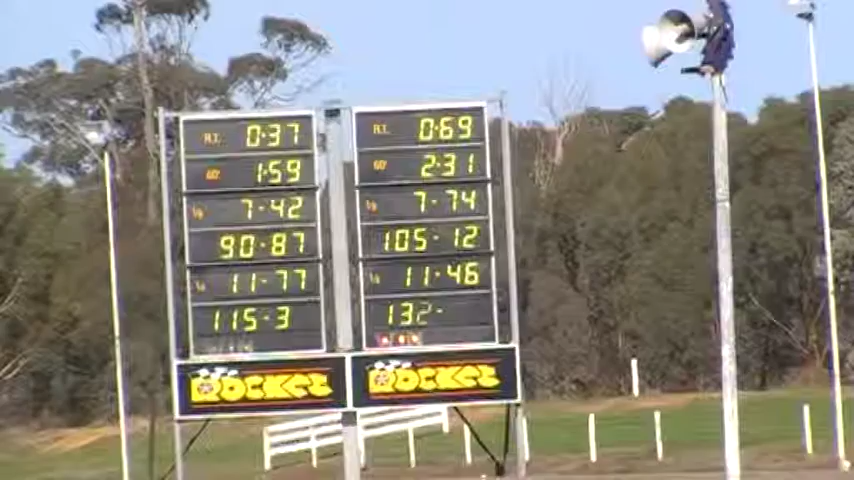 R.T. 0.37
60' 1.59
1/8 7.42
90.87
1/4 11.77
115.3
ROCKET
R.T. 0.69
60' 2.31
1/8 7.74
105.12
1/4 11.46
132.
ROCKET